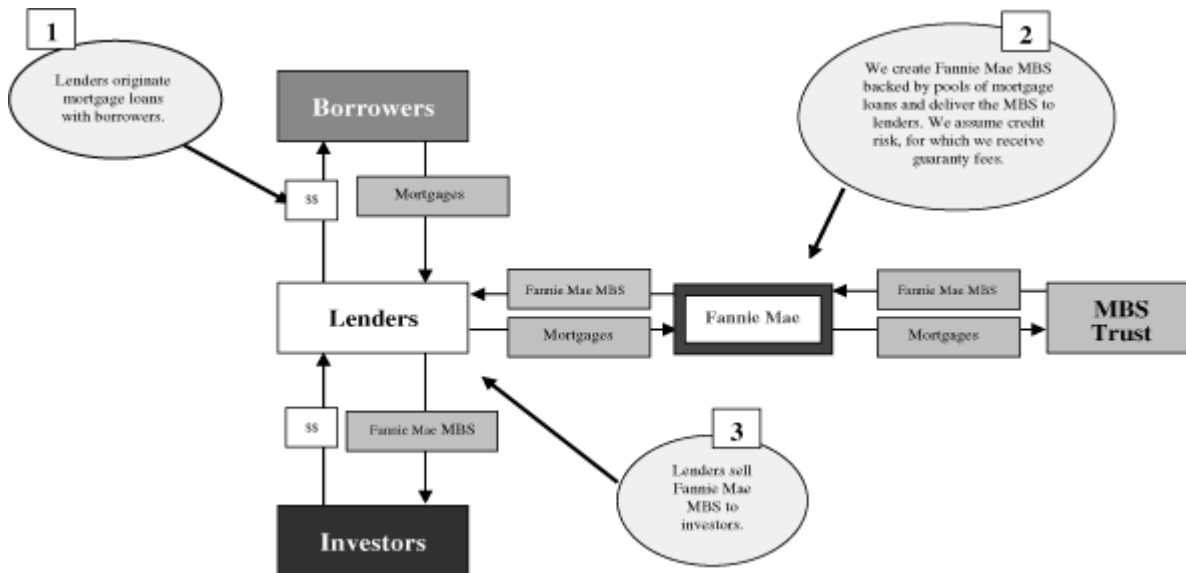 1
Lenders originate
mortgage loans
with borrowers.
2
We create Fannie Mae MBS
backed by pools of mortgage
loans and deliver the MBS to
lenders. We assume credit
risk, for which we receive
guaranty fees.
Borrowers
$$
Mortgages
Lenders
Fannie Mae MBS
Mortgages
Fannie Mae
Fannie Mae MBS
Mortgages
MBS
Trust
$$
Fannie Mae MBS
3
Lenders sell
Fannie Mae
MBS to
investors.
Investors